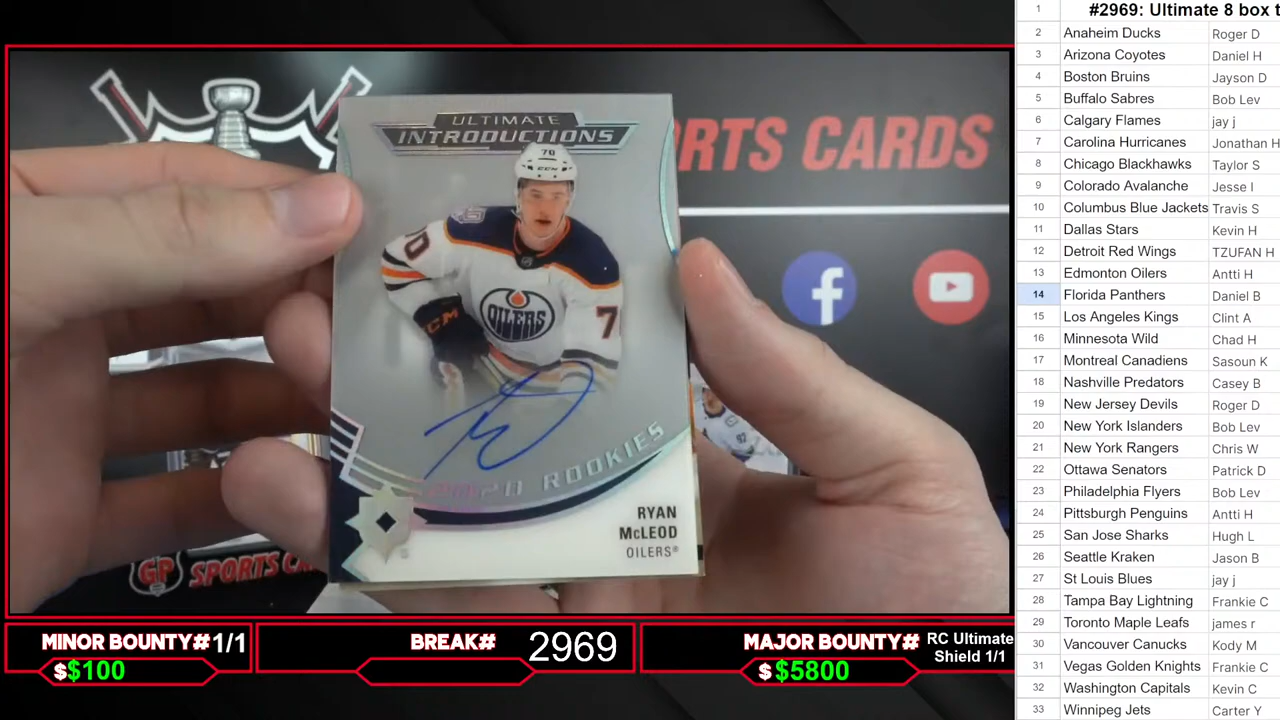 ULTIMATE
INTRODUCTIONS
70
CCM
70
CCM
OILERS
7
20 ROOKIES
RYAN
McLEOD
OILERS®
SPORTS CARDS
f
GP SPORTS CA
97
MINOR BOUNTY# 1/1
$ $100
BREAK# 2969
MAJOR BOUNTY# RC Ultimate
Shield 1/1
$ $5800
1 #2969: Ultimate 8 box t
2 Anaheim Ducks Roger D
3 Arizona Coyotes Daniel H
4 Boston Bruins Jayson D
5 Buffalo Sabres Bob Lev
6 Calgary Flames jay j
7 Carolina Hurricanes Jonathan H
8 Chicago Blackhawks Taylor S
9 Colorado Avalanche Jesse I
10 Columbus Blue Jackets Travis S
11 Dallas Stars Kevin H
12 Detroit Red Wings TZUFAN H
13 Edmonton Oilers Antti H
14 Florida Panthers Daniel B
15 Los Angeles Kings Clint A
16 Minnesota Wild Chad H
17 Montreal Canadiens Sasoun K
18 Nashville Predators Casey B
19 New Jersey Devils Roger D
20 New York Islanders Bob Lev
21 New York Rangers Chris W
22 Ottawa Senators Patrick D
23 Philadelphia Flyers Bob Lev
24 Pittsburgh Penguins Antti H
25 San Jose Sharks Hugh L
26 Seattle Kraken Jason B
27 St Louis Blues jay j
28 Tampa Bay Lightning Frankie C
29 Toronto Maple Leafs james r
30 Vancouver Canucks Kody M
31 Vegas Golden Knights Frankie C
32 Washington Capitals Kevin C
33 Winnipeg Jets Carter Y